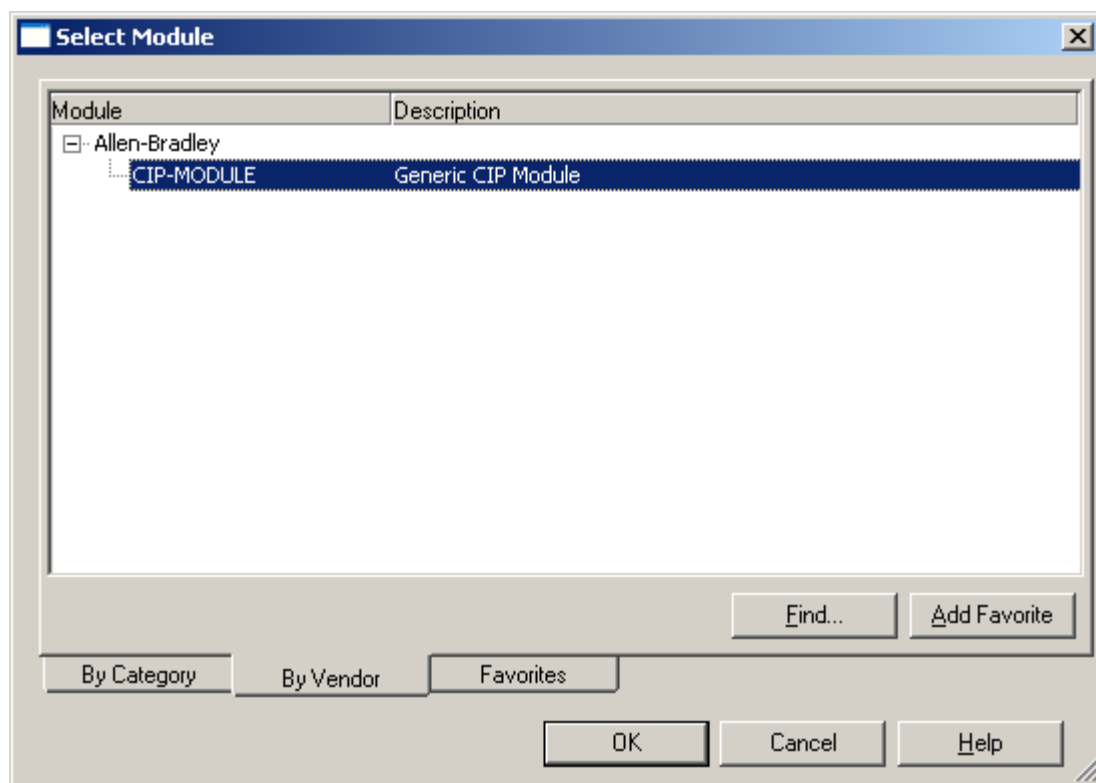 Select Module
Module Description
Allen-Bradley
CIP-MODULE Generic CIP Module
Find... Add Favorite
By Category By Vendor Favorites
OK Cancel Help